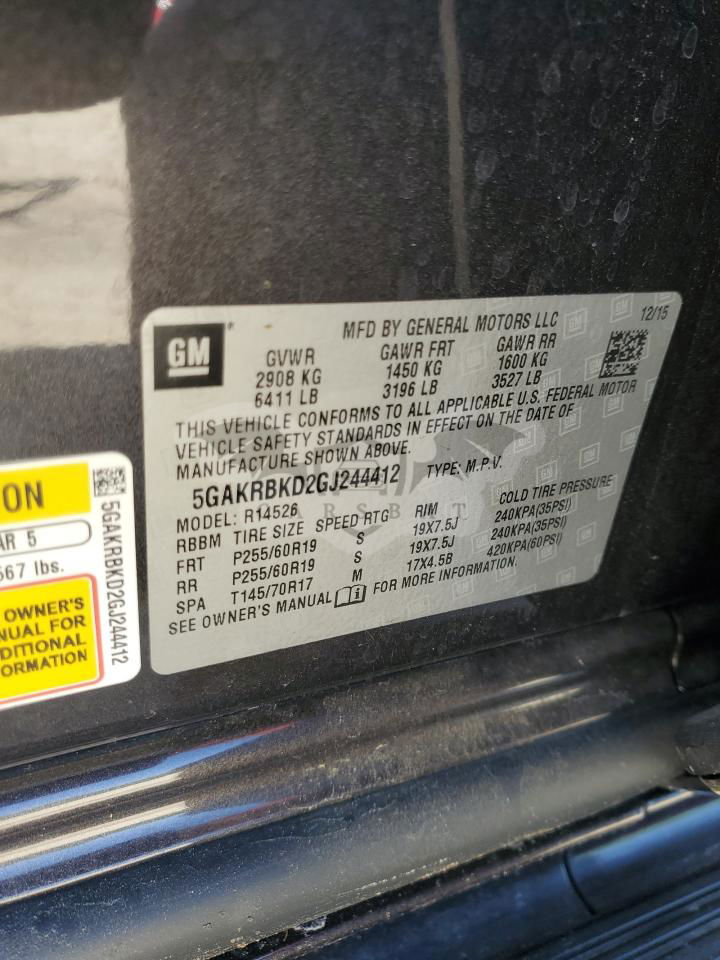 GM
MFD BY GENERAL MOTORS LLC
12/15
GVWR GAWR FRT GAWR RR
2908 KG 1450 KG 1600 KG
6411 LB 3196 LB 3527 LB
THIS VEHICLE CONFORMS TO ALL APPLICABLE U.S. FEDERAL MOTOR
VEHICLE SAFETY STANDARDS IN EFFECT ON THE DATE OF
MANUFACTURE SHOWN ABOVE.
5GAKRBKD2GJ244412 TYPE: M.P.V.
MODEL: R14526
RBBM TIRE SIZE SPEED RTG RIM COLD TIRE PRESSURE
FRT P255/60R19 S 19X7.5J 240KPA(35PSI)
RR P255/60R19 S 19X7.5J 240KPA(35PSI)
SPA T145/70R17 M 17X4.5B 420KPA(60PSI)
SEE OWNER'S MANUAL FOR MORE INFORMATION.
ON
AR 5
667 lbs.
OWNER'S
NUAL FOR
DITIONAL
ORMATION
5GAKRBKD2GJ244412